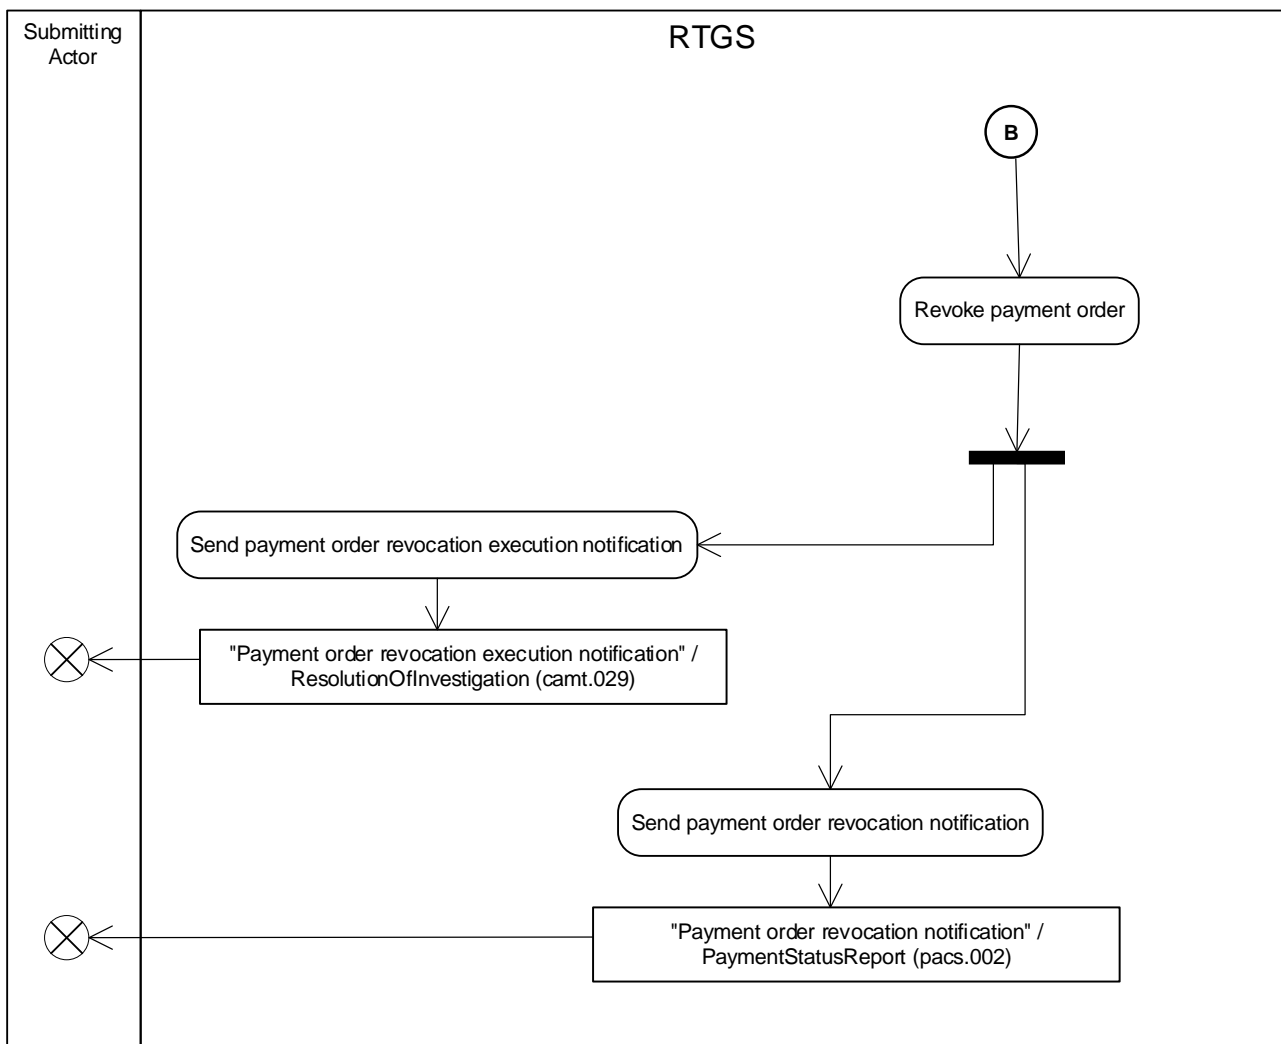 Submitting
Actor
RTGS
B
Revoke payment order
Send payment order revocation execution notification
"Payment order revocation execution notification" /
ResolutionOfInvestigation (camt.029)
Send payment order revocation notification
"Payment order revocation notification" /
PaymentStatusReport (pacs.002)